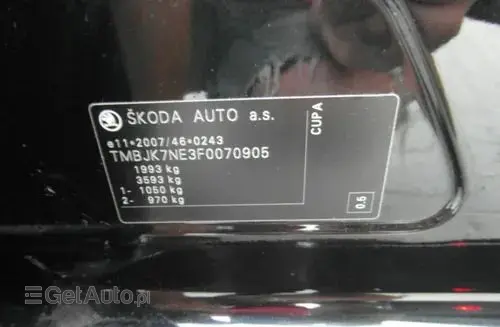 ŠKODA AUTO a.s.
e11*2007/46*0243
TMBJK7NE3F0070905
1993 kg
3593 kg
1- 1050 kg
2- 970 kg
CUPA
0.5
GetAuto.pl